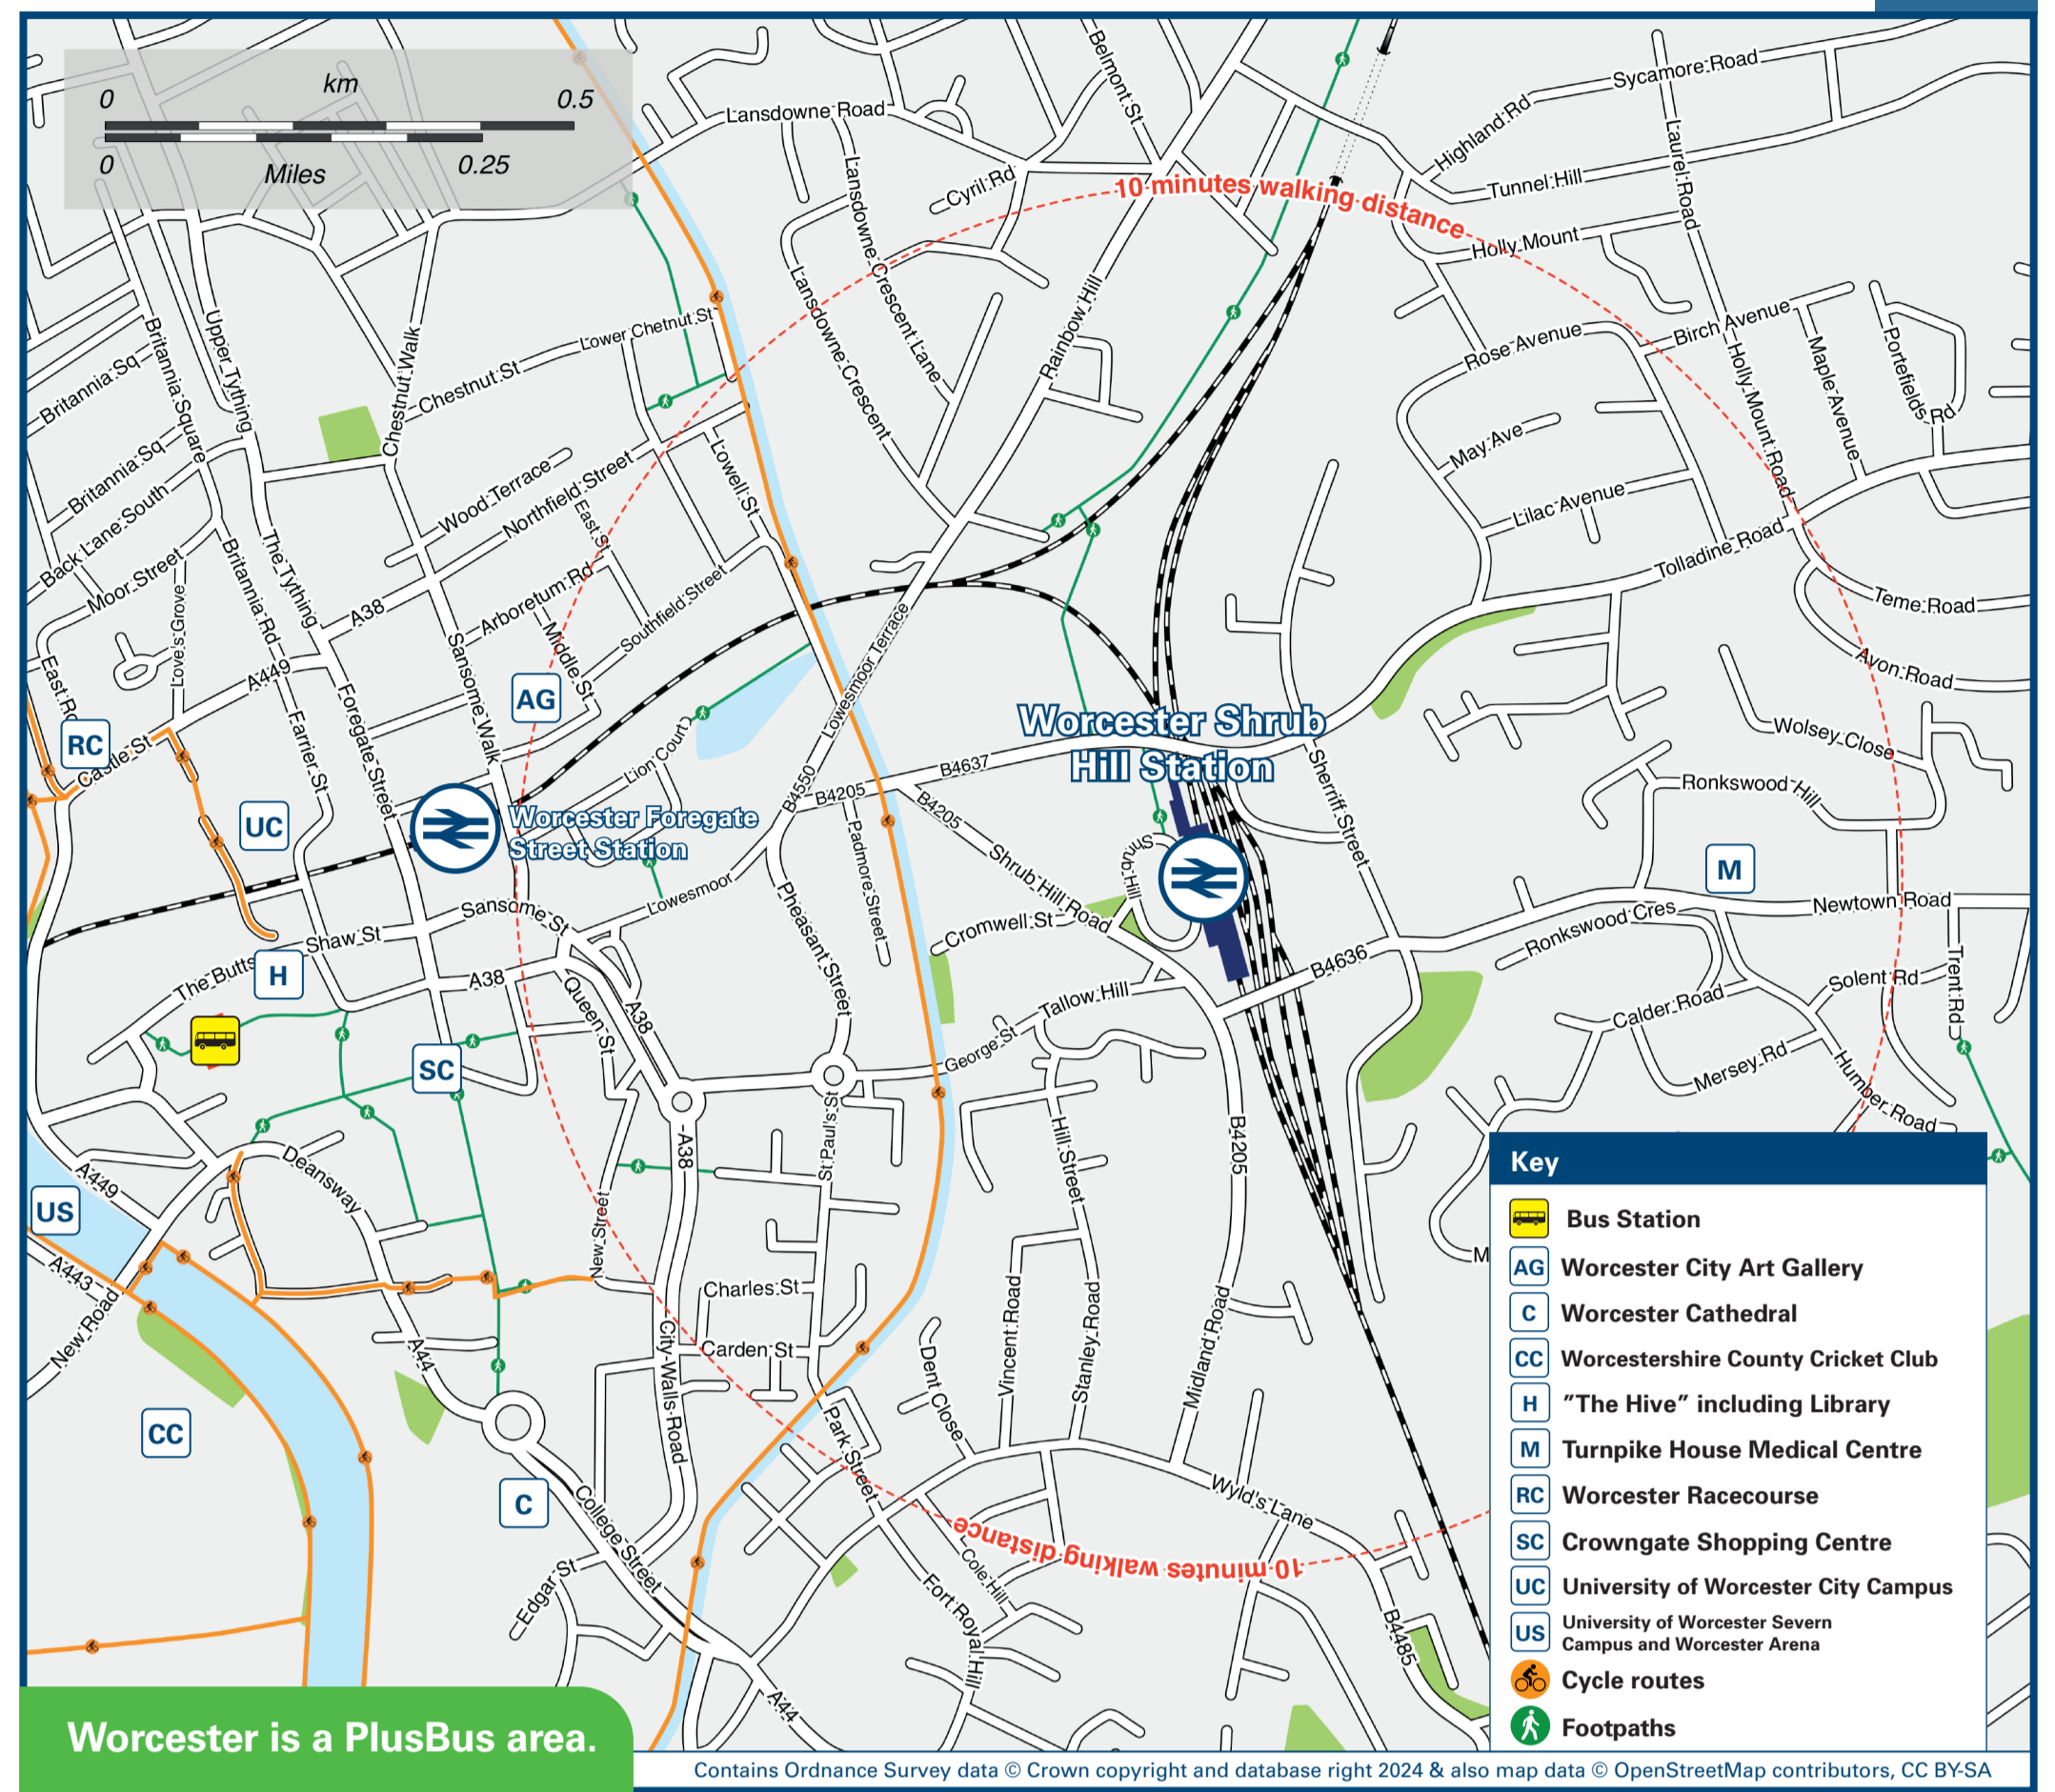 km
0
0.5
0
0.25
Miles
Belmont St
Lansdowne Road
Sycamore Road
Highland Rd
Laurel Road
Tunnel Hill
Cyril Rd
10 minutes walking distance
Holly Mount
Lansdowne Crescent Lane
Lansdowne Crescent
Rainbow Hill
Lower Chetnut St
Chestnut St
Chestnut Walk
Upper Tything
Britannia Square
Britannia Sq
Britannia Sq
Back Lane South
Moor Street
Rose Avenue
Birch Avenue
Holly Mount Road
Maple Avenue
Portefields Rd
May Ave
Lilac Avenue
Tolladine Road
Teme Road
Avon Road
Wood Terrace
Northfield Street
East St
Lowell St
The Tything
Britannia Rd
Loves Grove
A38
Arboretum Rd
Southfield Street
Middle St
Sansome Walk
A449
East Rd
AG
RC
Castle St
Farrier St
Foregate Street
Lion Court
Lowesmoor Terrace
Worcester Shrub
Hill Station
B4637
B4205
B4550
B4205
Sherriff Street
Wolsey Close
Ronkswood Hill
UC
Worcester Foregate
Street Station
Padmore Street
Shrub Hill Road
Shrub Hill
M
Newtown Road
Ronkswood Cres
Lowesmoor
Pheasant Street
Sansome St
Shaw St
The Butts
H
A38
Queen St
A38
Cromwell St
Tallow Hill
George St
B4636
Solent Rd
Trent Rd
Calder Road
Mersey Rd
Humber Road
SC
A38
St Paul's St
Hill Street
B4205
Deansway
A449
US
A443
New Road
New Street
Charles St
Carden St
City Walls Road
A44
Vincent Road
Stanley Road
Midland Road
Dent Close
Park Street
Wyld's Lane
CC
C
College Street
Edgar St
10 minutes walking distance
Cole Hill
Fort Royal Hill
B4485
A44
M
Key
Bus Station
AG Worcester City Art Gallery
C Worcester Cathedral
CC Worcestershire County Cricket Club
H "The Hive" including Library
M Turnpike House Medical Centre
RC Worcester Racecourse
SC Crowngate Shopping Centre
UC University of Worcester City Campus
US University of Worcester Severn
Campus and Worcester Arena
Cycle routes
Footpaths
Worcester is a PlusBus area.
Contains Ordnance Survey data © Crown copyright and database right 2024 & also map data © OpenStreetMap contributors, CC BY-SA